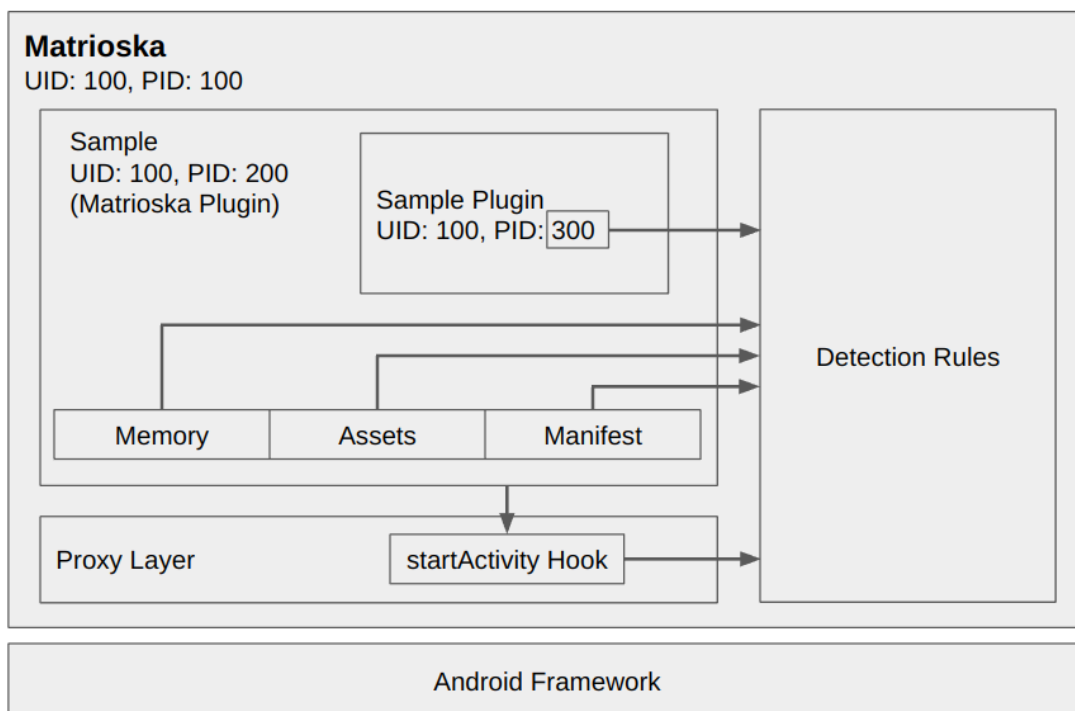 Matrioska
UID: 100, PID: 100
Sample
UID: 100, PID: 200
(Matrioska Plugin)
Sample Plugin
UID: 100, PID: 300
Detection Rules
Memory
Assets
Manifest
Proxy Layer
startActivity Hook
Android Framework